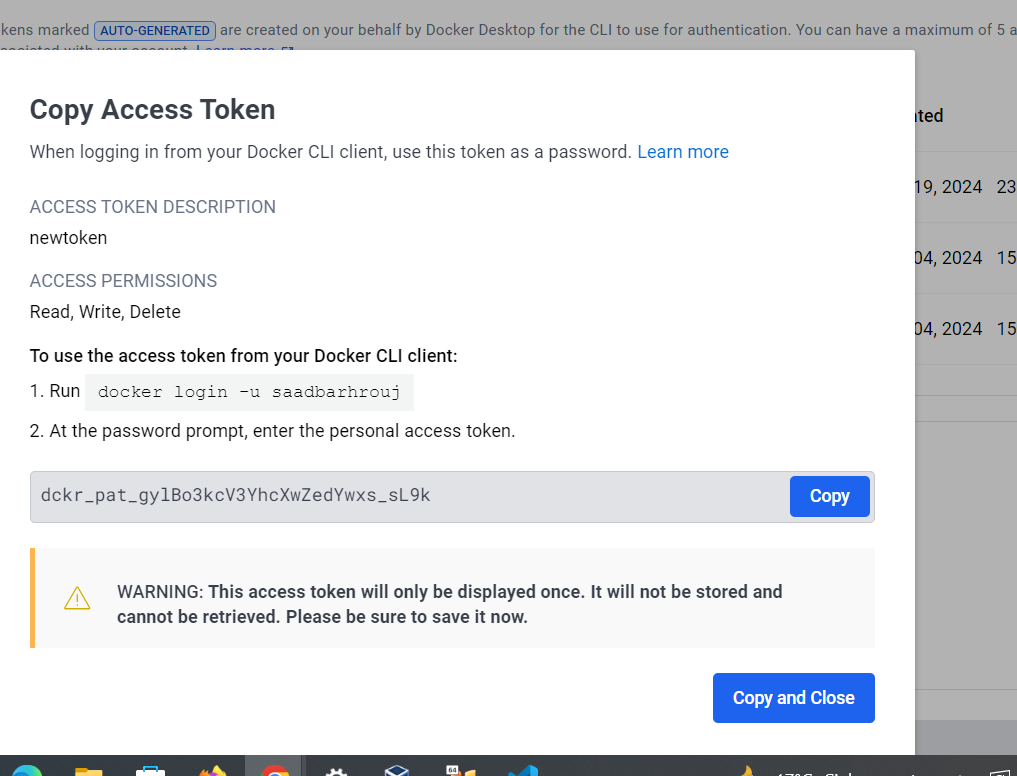 kens marked AUTO-GENERATED are created on your behalf by Docker Desktop for the CLI to use for authentication. You can have a maximum of 5 a
Copy Access Token
ated
When logging in from your Docker CLI client, use this token as a password. Learn more
19, 2024 23
ACCESS TOKEN DESCRIPTION
newtoken
04, 2024 15
ACCESS PERMISSIONS
Read, Write, Delete
04, 2024 15
To use the access token from your Docker CLI client:
1. Run docker login -u saadbarhrouj
2. At the password prompt, enter the personal access token.
dckr_pat_gylBo3kcV3YhcXwZedYwxs_sL9k Copy
WARNING: This access token will only be displayed once. It will not be stored and
cannot be retrieved. Please be sure to save it now.
Copy and Close